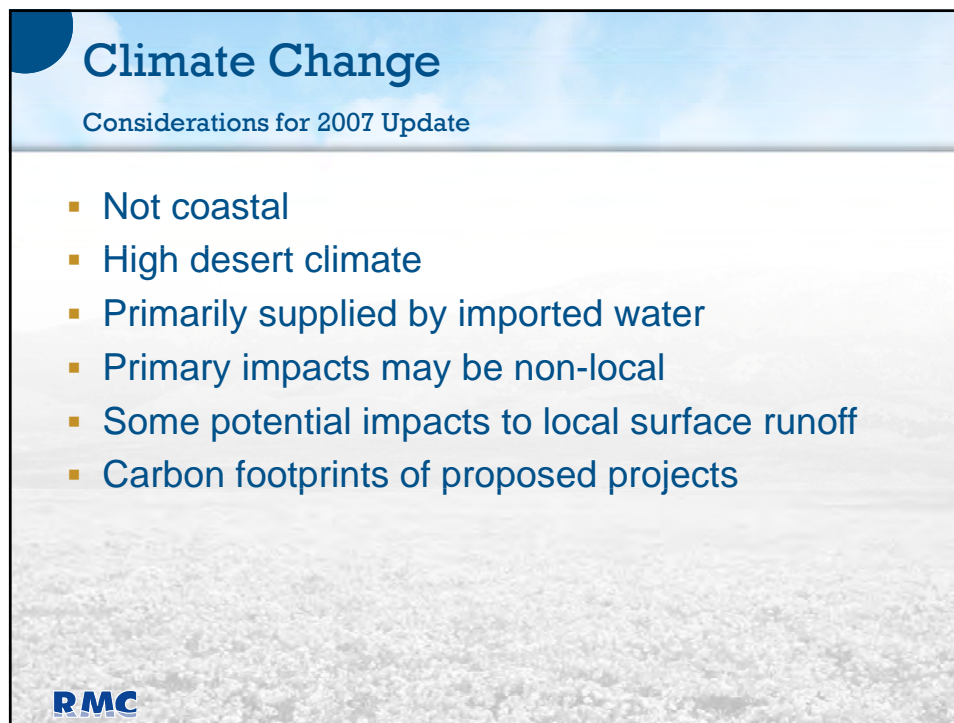 Climate Change
Considerations for 2007 Update
▪ Not coastal
▪ High desert climate
▪ Primarily supplied by imported water
▪ Primary impacts may be non-local
▪ Some potential impacts to local surface runoff
▪ Carbon footprints of proposed projects
RMC